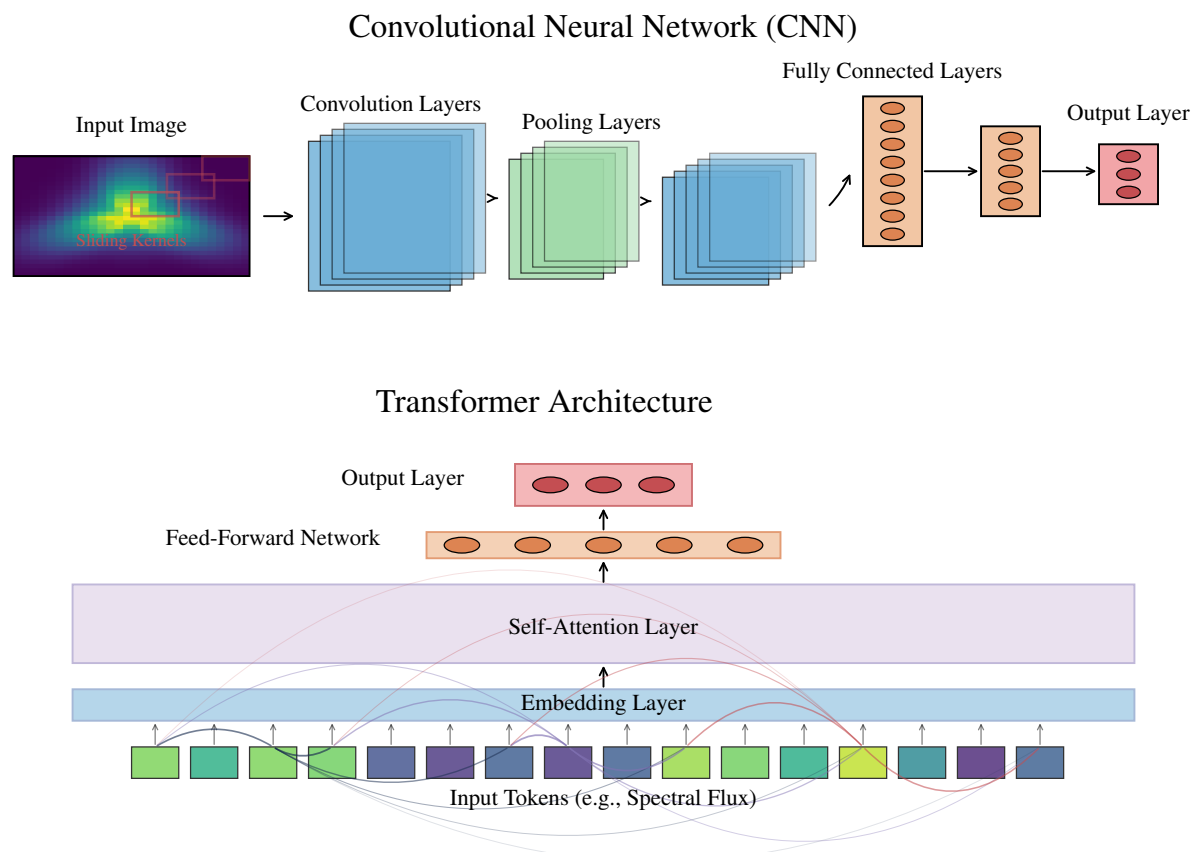 Convolutional Neural Network (CNN)
Fully Connected Layers
Convolution Layers
Output Layer
Pooling Layers
Input Image
Sliding Kernels
Transformer Architecture
Output Layer
Feed-Forward Network
Self-Attention Layer
Embedding Layer
Input Tokens (e.g., Spectral Flux)